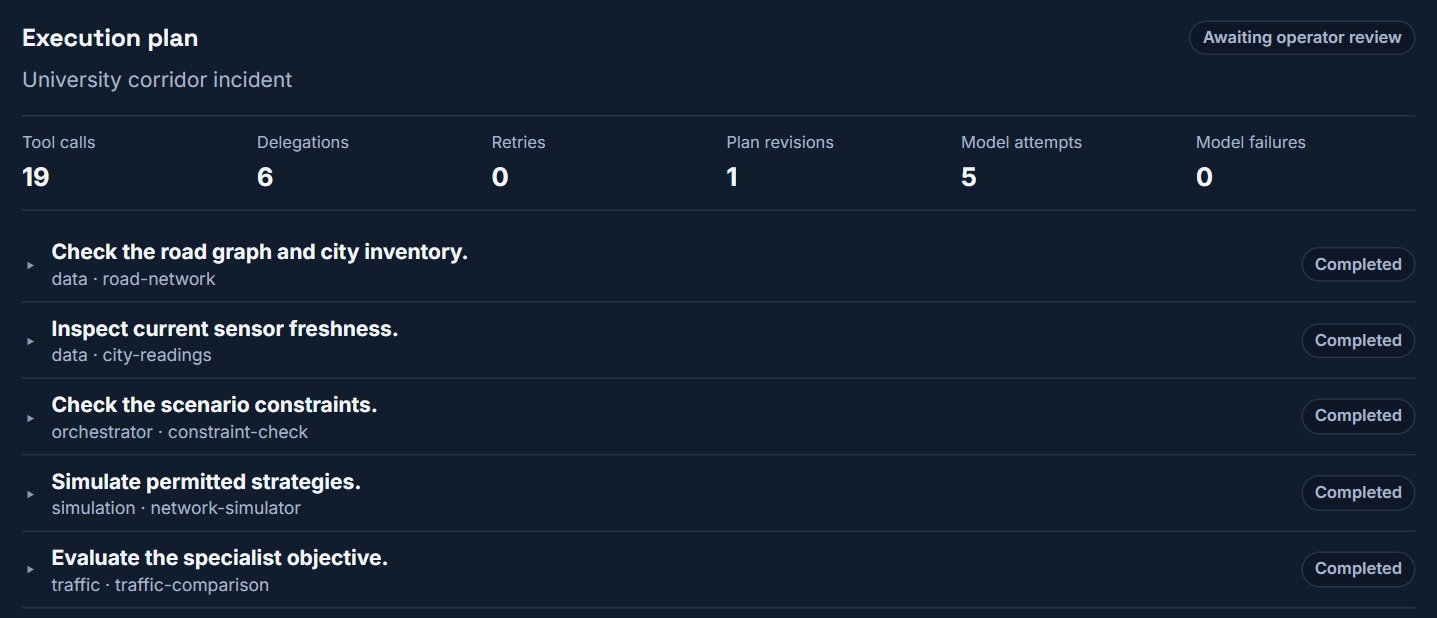 Execution plan
Awaiting operator review
University corridor incident
Tool calls
19
Delegations
6
Retries
0
Plan revisions
1
Model attempts
5
Model failures
0
Check the road graph and city inventory.
data · road-network
Completed
Inspect current sensor freshness.
data · city-readings
Completed
Check the scenario constraints.
orchestrator · constraint-check
Completed
Simulate permitted strategies.
simulation · network-simulator
Completed
Evaluate the specialist objective.
traffic · traffic-comparison
Completed